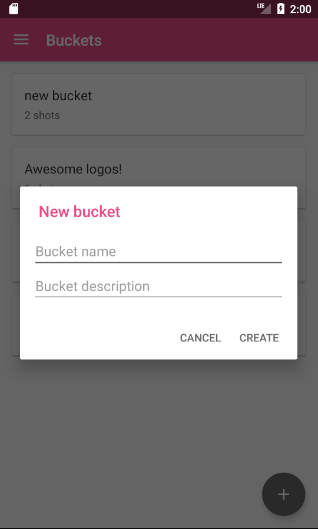 LTE 2:00
Buckets
new bucket
2 shots
Awesome logos!
New bucket
Bucket name
Bucket description
CANCEL CREATE